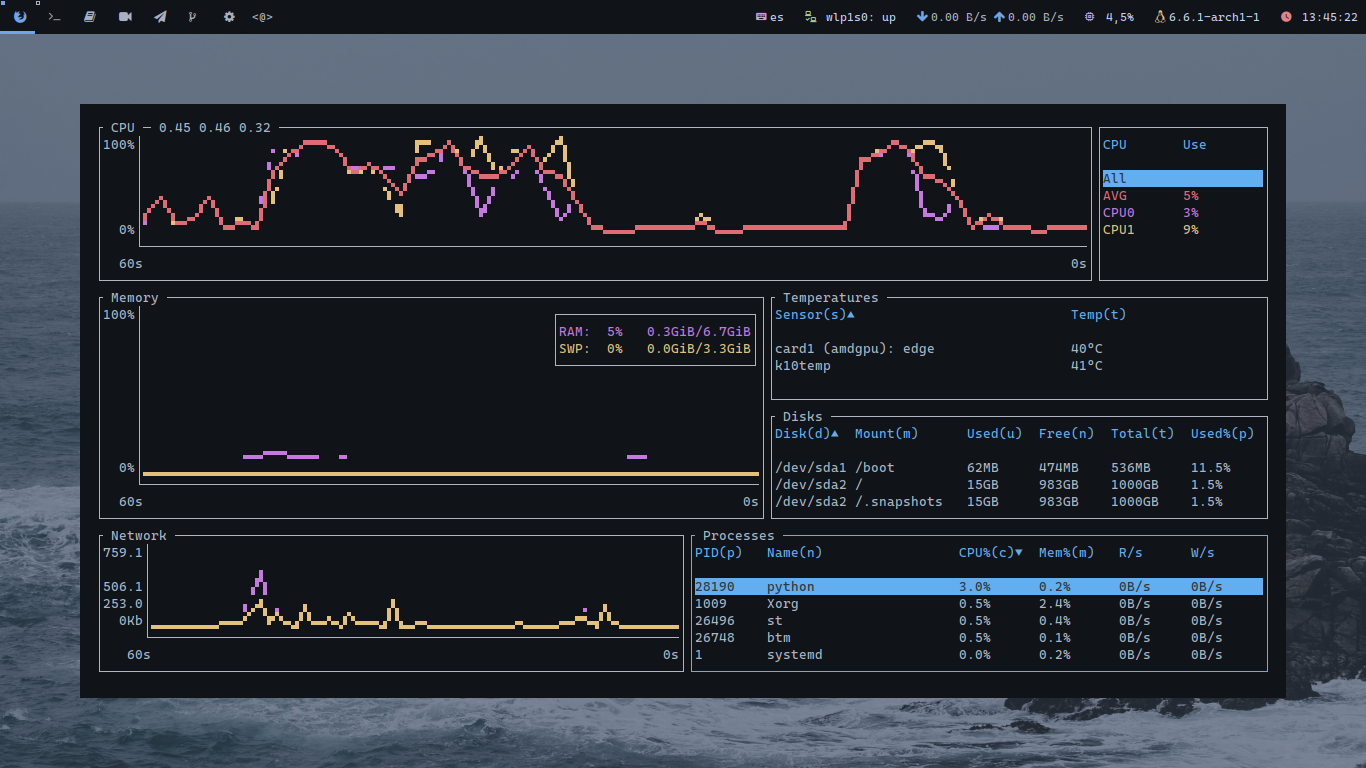 <@> es wlp1s0: up 0.00 B/s 0.00 B/s 4,5% 6.6.1-arch1-1 13:45:22
CPU — 0.45 0.46 0.32
100%
0%
60s 0s
CPU Use
All
AVG 5%
CPU0 3%
CPU1 9%
Memory
100%
RAM: 5% 0.3GiB/6.7GiB
SWP: 0% 0.0GiB/3.3GiB
0%
60s 0s
Temperatures
Sensor(s)▲ Temp(t)
card1 (amdgpu): edge 40°C
k10temp 41°C
Disks
Disk(d)▲ Mount(m) Used(u) Free(n) Total(t) Used%(p)
/dev/sda1 /boot 62MB 474MB 536MB 11.5%
/dev/sda2 / 15GB 983GB 1000GB 1.5%
/dev/sda2 /.snapshots 15GB 983GB 1000GB 1.5%
Network
759.1
506.1
253.0
0Kb
60s 0s
Processes
PID(p) Name(n) CPU%(c)▼ Mem%(m) R/s W/s
28190 python 3.0% 0.2% 0B/s 0B/s
1009 Xorg 0.5% 2.4% 0B/s 0B/s
26496 st 0.5% 0.4% 0B/s 0B/s
26748 btm 0.5% 0.1% 0B/s 0B/s
1 systemd 0.0% 0.2% 0B/s 0B/s